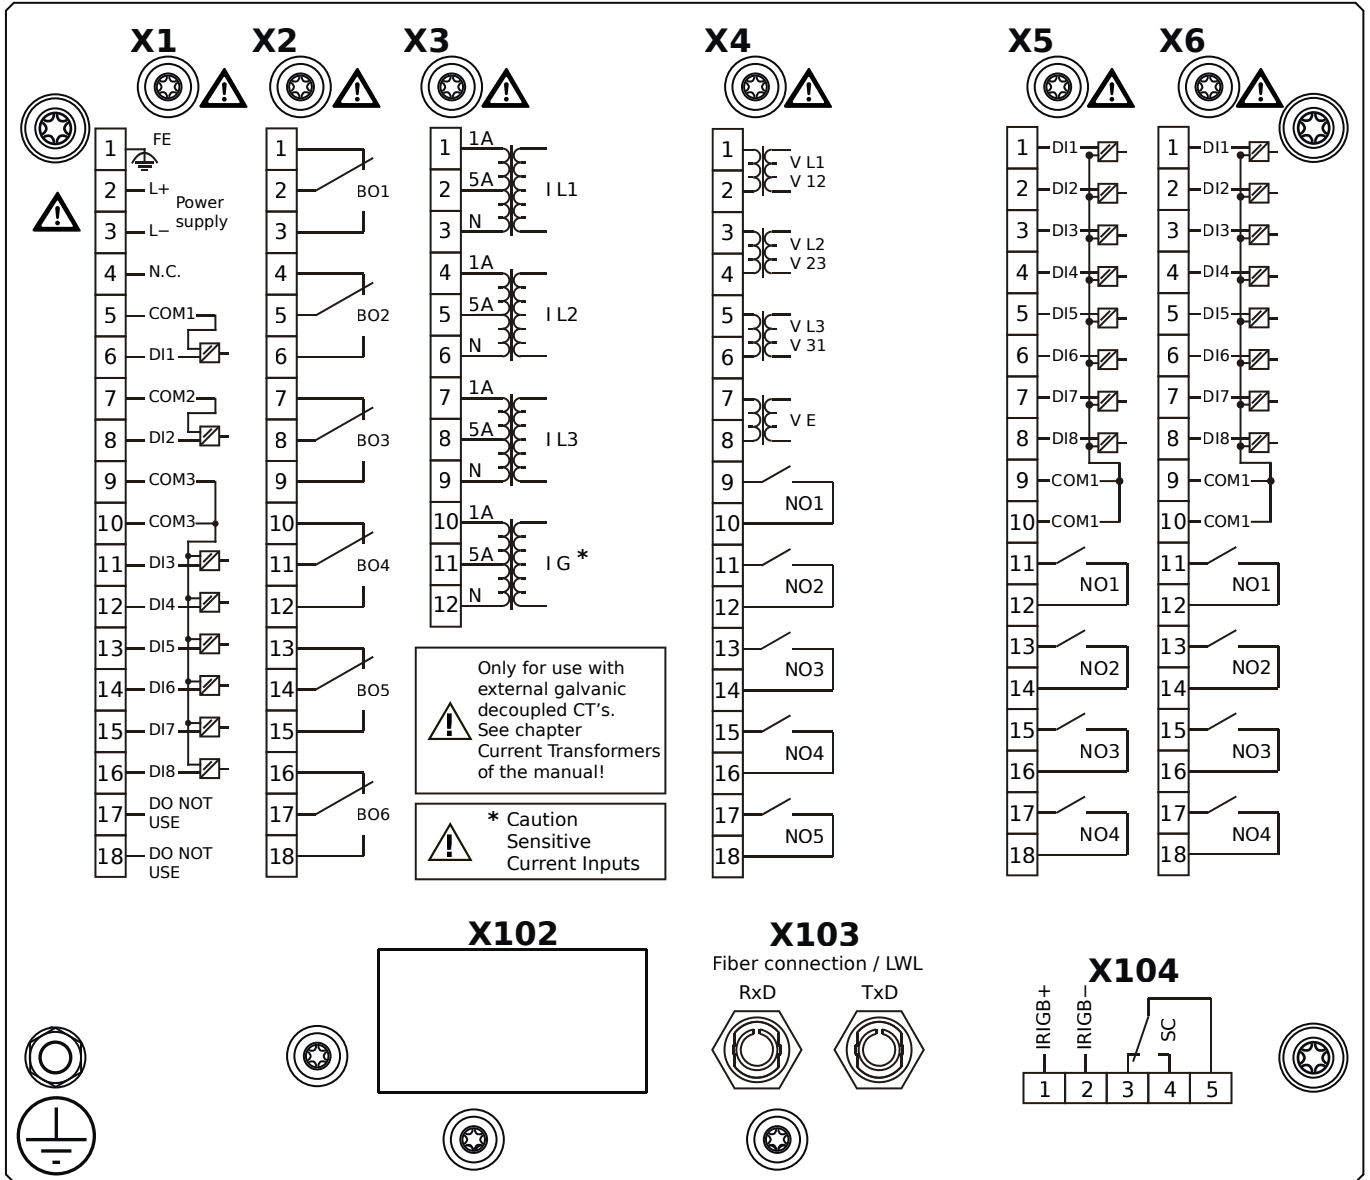 X1 X2 X3 X4 X5 X6
1 FE
2 L+
Power
supply
3 L−
4 N.C.
5 COM1
6 DI1
7 COM2
8 DI2
9 COM3
10 COM3
11 DI3
12 DI4
13 DI5
14 DI6
15 DI7
16 DI8
17 DO NOT
USE
18 DO NOT
USE
1
2 BO1
3
4
5 BO2
6
7
8 BO3
9
10
11 BO4
12
13
14 BO5
15
16
17 BO6
18
1 1A
2 5A I L1
3 N
4 1A
5 5A I L2
6 N
7 1A
8 5A I L3
9 N
10 1A
11 5A I G *
12 N
Only for use with
external galvanic
decoupled CT's.
See chapter
Current Transformers
of the manual!
* Caution
Sensitive
Current Inputs
1 V L1
2 V 12
3 V L2
4 V 23
5 V L3
6 V 31
7
V E
8
9
NO1
10
11
NO2
12
13
NO3
14
15
NO4
16
17
NO5
18
1 DI1
2 DI2
3 DI3
4 DI4
5 DI5
6 DI6
7 DI7
8 DI8
9 COM1
10 COM1
11
NO1
12
13
NO2
14
15
NO3
16
17
NO4
18
1 DI1
2 DI2
3 DI3
4 DI4
5 DI5
6 DI6
7 DI7
8 DI8
9 COM1
10 COM1
11
NO1
12
13
NO2
14
15
NO3
16
17
NO4
18
X102
X103
Fiber connection / LWL
RxD TxD
X104
IRIGB+
IRIGB−
SC
1 2 3 4 5